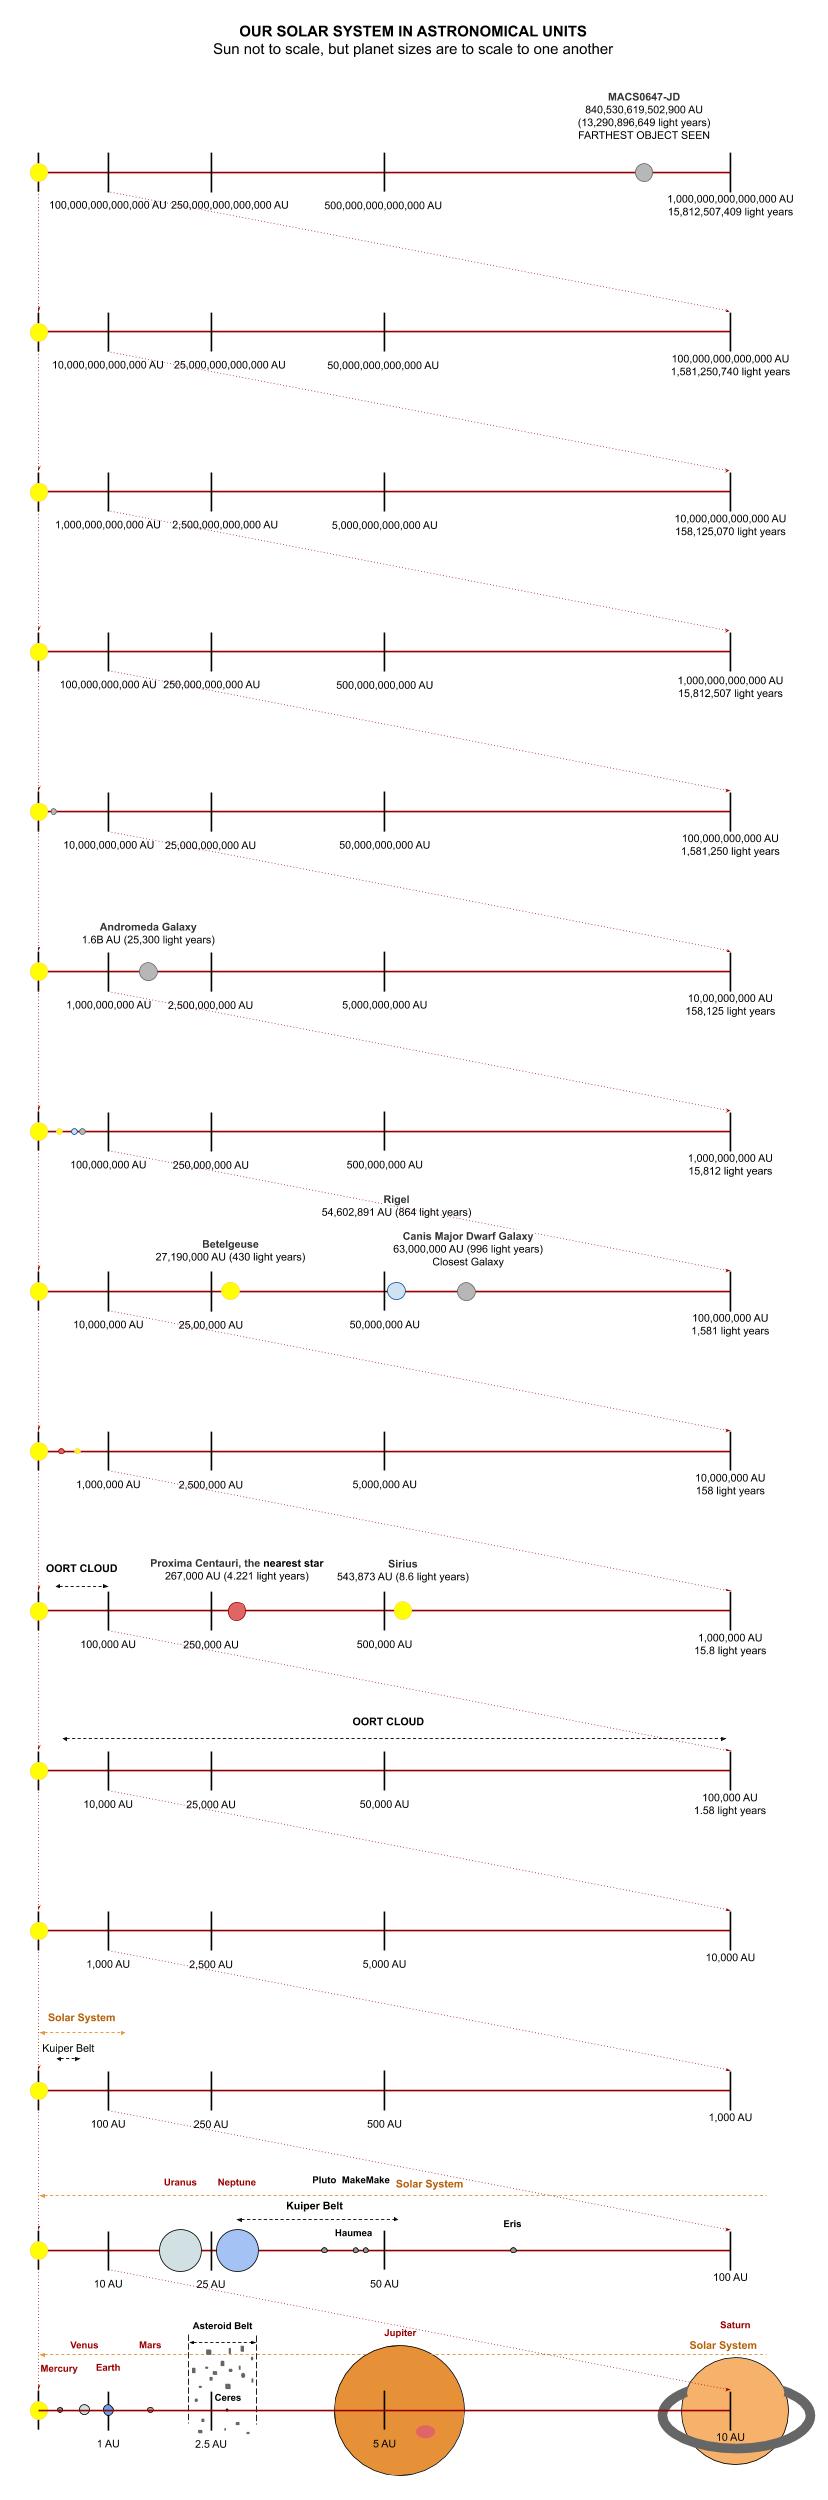 OUR SOLAR SYSTEM IN ASTRONOMICAL UNITS
Sun not to scale, but planet sizes are to scale to one another
MACS0647-JD
840,530,619,502,900 AU
(13,290,896,649 light years)
FARTHEST OBJECT SEEN
100,000,000,000,000 AU 250,000,000,000,000 AU 500,000,000,000,000 AU 1,000,000,000,000,000 AU
15,812,507,409 light years
10,000,000,000,000 AU 25,000,000,000,000 AU 50,000,000,000,000 AU 100,000,000,000,000 AU
1,581,250,740 light years
1,000,000,000,000 AU 2,500,000,000,000 AU 5,000,000,000,000 AU 10,000,000,000,000 AU
158,125,070 light years
100,000,000,000 AU 250,000,000,000 AU 500,000,000,000 AU 1,000,000,000,000 AU
15,812,507 light years
10,000,000,000 AU 25,000,000,000 AU 50,000,000,000 AU 100,000,000,000 AU
1,581,250 light years
Andromeda Galaxy
1.6B AU (25,300 light years)
1,000,000,000 AU 2,500,000,000 AU 5,000,000,000 AU 10,00,000,000 AU
158,125 light years
100,000,000 AU 250,000,000 AU 500,000,000 AU 1,000,000,000 AU
15,812 light years
Rigel
54,602,891 AU (864 light years)
Betelgeuse
27,190,000 AU (430 light years)
Canis Major Dwarf Galaxy
63,000,000 AU (996 light years)
Closest Galaxy
10,000,000 AU 25,00,000 AU 50,000,000 AU 100,000,000 AU
1,581 light years
1,000,000 AU 2,500,000 AU 5,000,000 AU 10,000,000 AU
158 light years
OORT CLOUD
Proxima Centauri, the nearest star
267,000 AU (4.221 light years)
Sirius
543,873 AU (8.6 light years)
100,000 AU 250,000 AU 500,000 AU 1,000,000 AU
15.8 light years
OORT CLOUD
10,000 AU 25,000 AU 50,000 AU 100,000 AU
1.58 light years
1,000 AU 2,500 AU 5,000 AU 10,000 AU
Solar System
Kuiper Belt
100 AU 250 AU 500 AU 1,000 AU
Uranus Neptune Pluto MakeMake Solar System
Kuiper Belt
Haumea Eris
10 AU 25 AU 50 AU 100 AU
Asteroid Belt
Jupiter Saturn
Venus Mars Solar System
Mercury Earth
Ceres
1 AU 2.5 AU 5 AU 10 AU